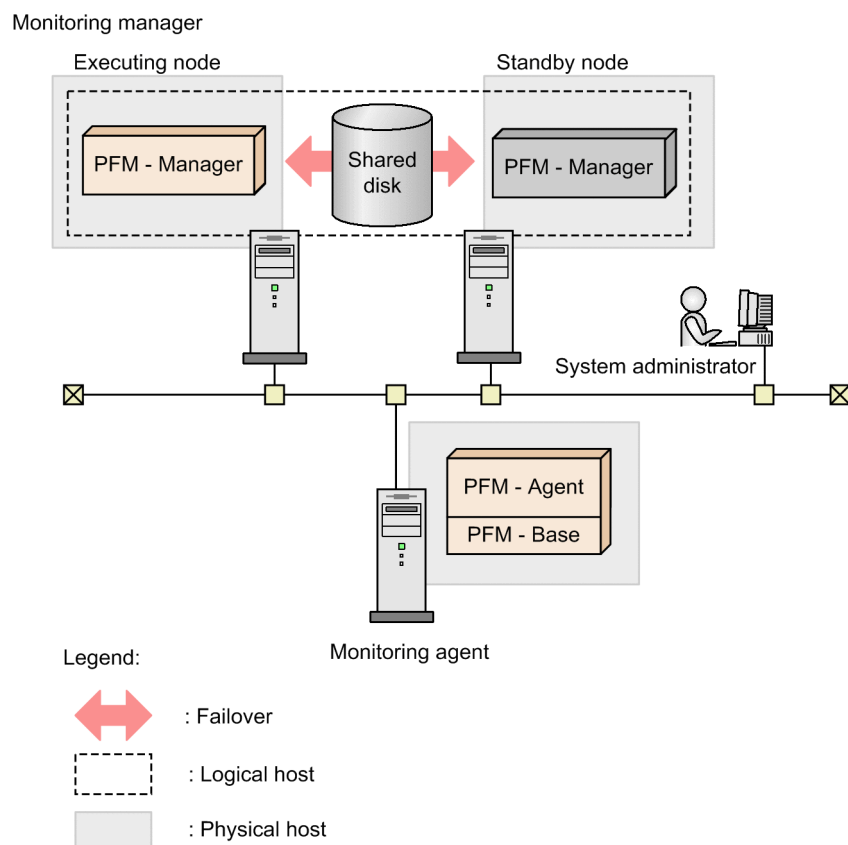 Monitoring manager
Executing node
Standby node
PFM - Manager
Shared
disk
PFM - Manager
System administrator
PFM - Agent
PFM - Base
Monitoring agent
Legend:
: Failover
: Logical host
: Physical host